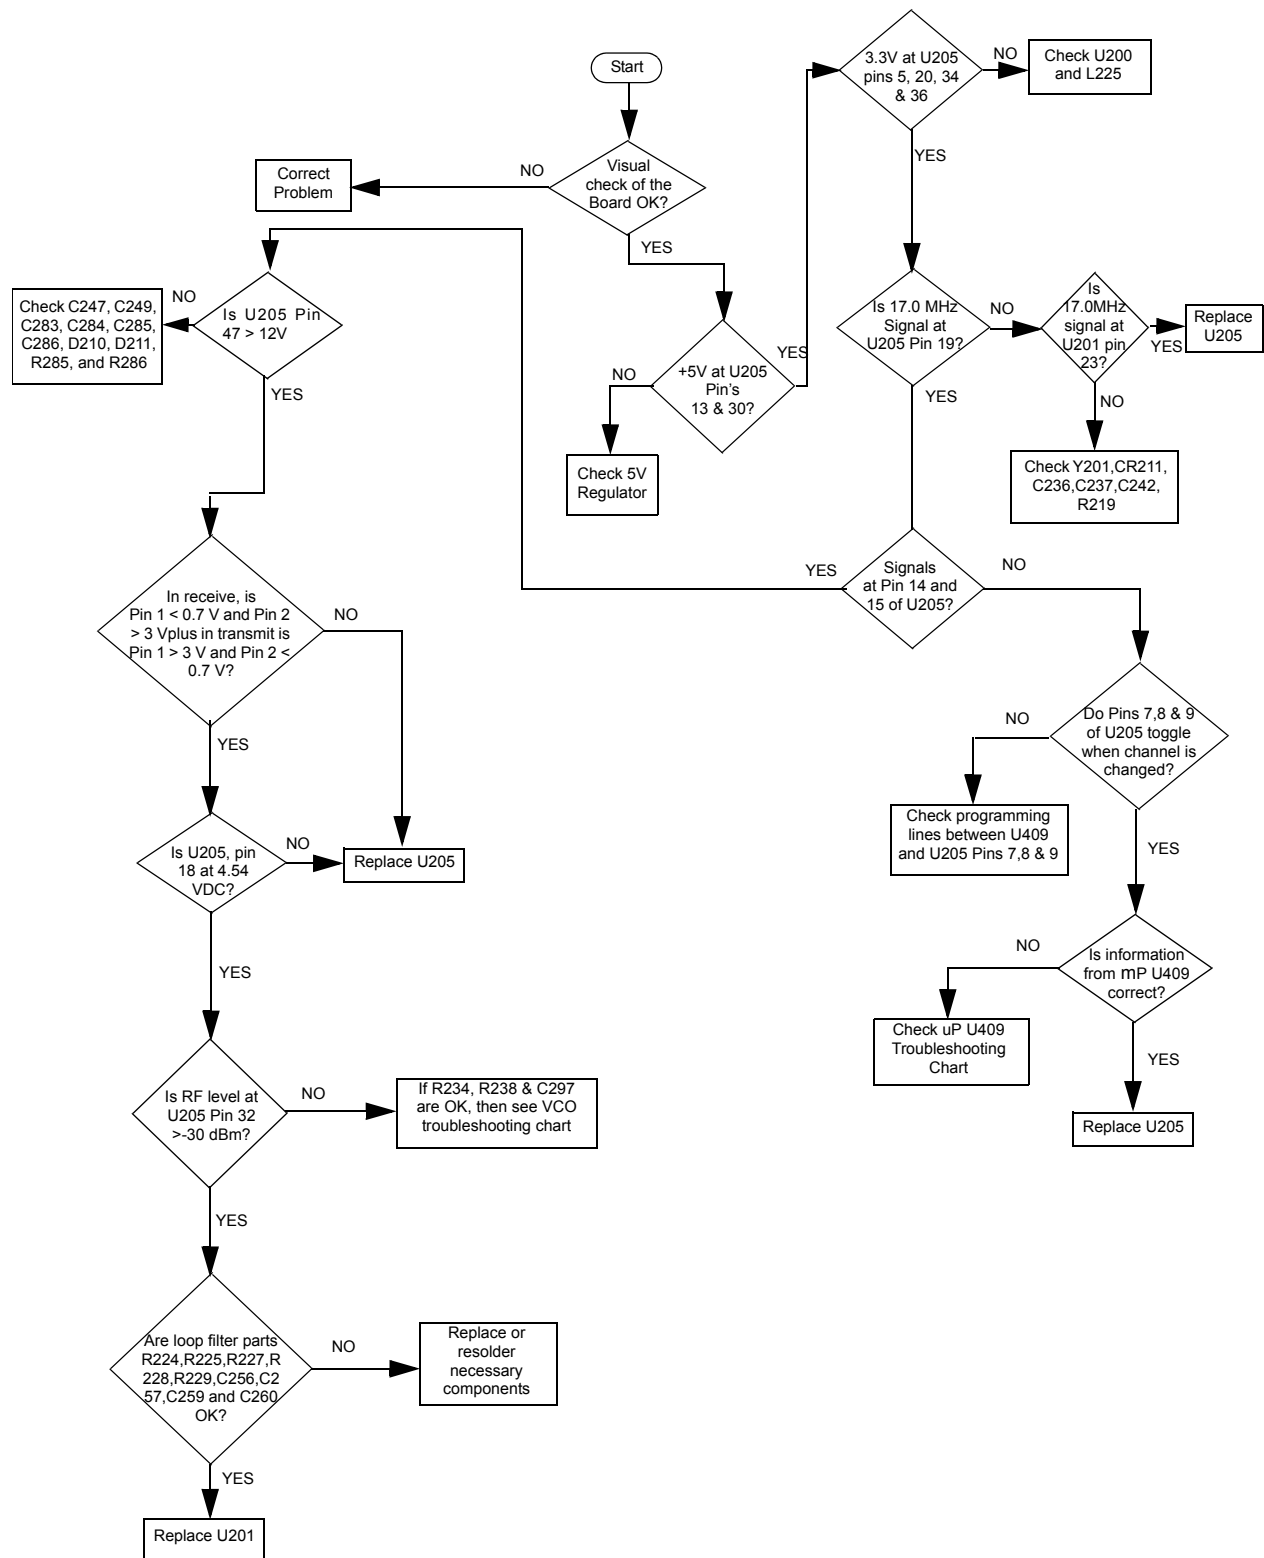 Start
Visual
check of the
Board OK?
NO
Correct
Problem
YES
+5V at U205
Pin's
13 & 30?
NO
Check 5V
Regulator
YES
3.3V at U205
pins 5, 20, 34
& 36
NO
Check U200
and L225
YES
Is 17.0 MHz
Signal at
U205 Pin 19?
NO
Is
17.0MHz
signal at
U201 pin
23?
YES
Replace
U205
NO
Check Y201,CR211,
C236,C237,C242,
R219
YES
Signals
at Pin 14 and
15 of U205?
NO
Do Pins 7,8 & 9
of U205 toggle
when channel is
changed?
NO
Check programming
lines between U409
and U205 Pins 7,8 & 9
YES
Is information
from mP U409
correct?
NO
Check uP U409
Troubleshooting
Chart
YES
Replace U205
YES
Is U205 Pin
47 > 12V
NO
Check C247, C249,
C283, C284, C285,
C286, D210, D211,
R285, and R286
YES
In receive, is
Pin 1 < 0.7 V and Pin 2
> 3 Vplus in transmit is
Pin 1 > 3 V and Pin 2 <
0.7 V?
NO
YES
Is U205, pin
18 at 4.54
VDC?
NO
Replace U205
YES
Is RF level at
U205 Pin 32
>-30 dBm?
NO
If R234, R238 & C297
are OK, then see VCO
troubleshooting chart
YES
Are loop filter parts
R224,R225,R227,R
228,R229,C256,C2
57,C259 and C260
OK?
NO
Replace or
resolder
necessary
components
YES
Replace U201